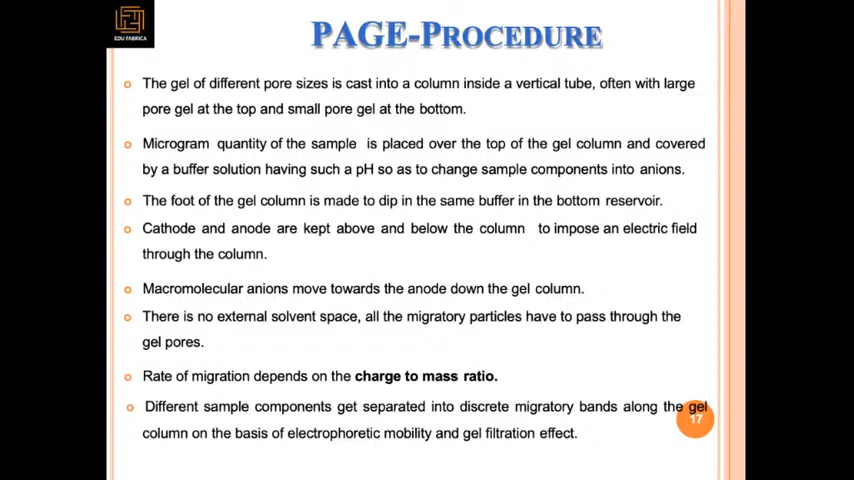 EDU FABRICA
PAGE-PROCEDURE
The gel of different pore sizes is cast into a column inside a vertical tube, often with large
pore gel at the top and small pore gel at the bottom.
Microgram quantity of the sample is placed over the top of the gel column and covered
by a buffer solution having such a pH so as to change sample components into anions.
The foot of the gel column is made to dip in the same buffer in the bottom reservoir.
Cathode and anode are kept above and below the column to impose an electric field
through the column.
Macromolecular anions move towards the anode down the gel column.
There is no external solvent space, all the migratory particles have to pass through the
gel pores.
Rate of migration depends on the charge to mass ratio.
Different sample components get separated into discrete migratory bands along the gel
column on the basis of electrophoretic mobility and gel filtration effect.
17